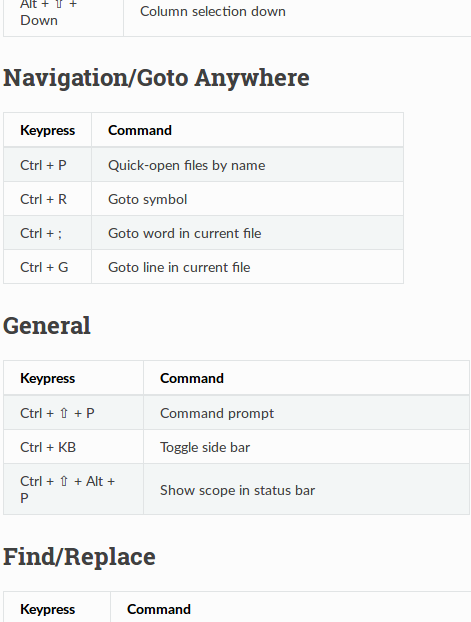 Alt + ⇧ +
Down
Column selection down
Navigation/Goto Anywhere
Keypress Command
Ctrl + P Quick-open files by name
Ctrl + R Goto symbol
Ctrl + ; Goto word in current file
Ctrl + G Goto line in current file
General
Keypress Command
Ctrl + ⇧ + P Command prompt
Ctrl + KB Toggle side bar
Ctrl + ⇧ + Alt +
P
Show scope in status bar
Find/Replace
Keypress Command